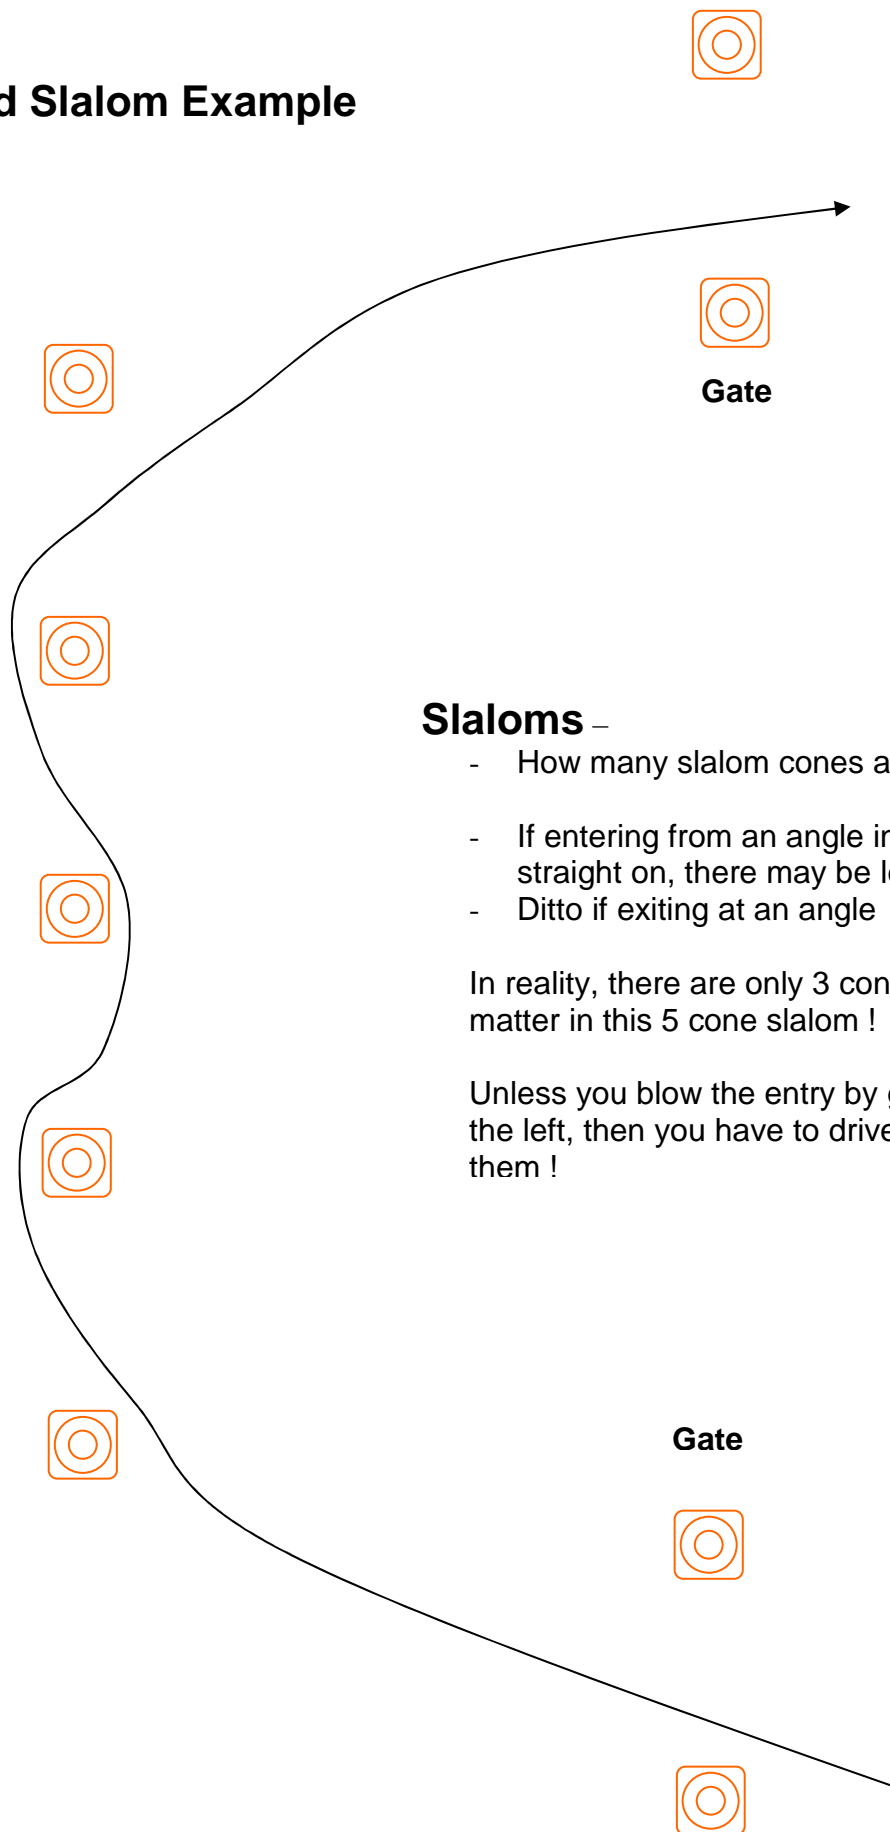 d Slalom Example
Gate
Slaloms –
- How many slalom cones a
- If entering from an angle in
straight on, there may be le
- Ditto if exiting at an angle
In reality, there are only 3 con
matter in this 5 cone slalom !
Unless you blow the entry by g
the left, then you have to drive
them !
Gate